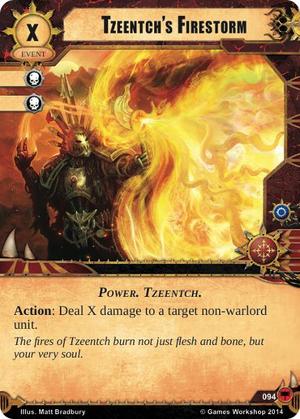 X
TZEENTCH'S FIRESTORM
EVENT
POWER. TZEENTCH.
Action: Deal X damage to a target non-warlord
unit.
The fires of Tzeentch burn not just flesh and bone, but
your very soul.
094
Illus. Matt Bradbury
© Games Workshop 2014